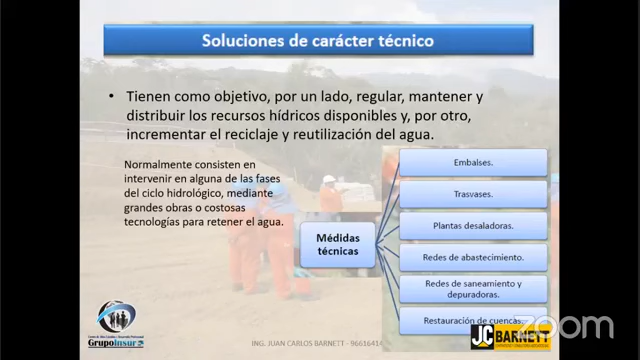 Soluciones de carácter técnico
• Tienen como objetivo, por un lado, regular, mantener y
distribuir los recursos hídricos disponibles y, por otro,
incrementar el reciclaje y reutilización del agua.
Normalmente consisten en
intervenir en alguna de las fases
del ciclo hidrológico, mediante
grandes obras o costosas
tecnologías para retener el agua.
Médidas
técnicas
Embalses.
Trasvases.
Plantas desaladoras.
Redes de abastecimiento.
Redes de saneamiento y
depuradoras.
Restauración de cuencas.
GrupoInsur
ING. JUAN CARLOS BARNETT - 96616414
JC BARNETT
zoom